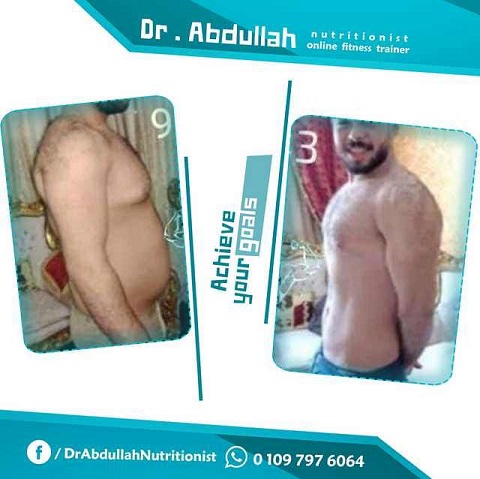 Dr . Abdullah
nutritionist
online fitness trainer
9
3
Achieve
your goals
/DrAbdullahNutritionist
0 109 797 6064